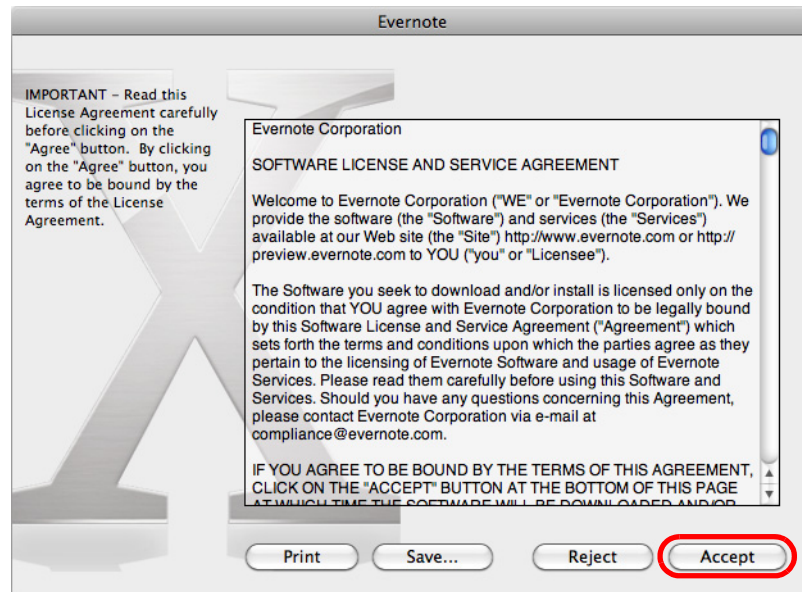 Evernote
IMPORTANT – Read this
License Agreement carefully
before clicking on the
"Agree" button. By clicking
on the "Agree" button, you
agree to be bound by the
terms of the License
Agreement.
Evernote Corporation
SOFTWARE LICENSE AND SERVICE AGREEMENT
Welcome to Evernote Corporation ("WE" or "Evernote Corporation"). We
provide the software (the "Software") and services (the "Services")
available at our Web site (the "Site") http://www.evernote.com or http://
preview.evernote.com to YOU ("you" or "Licensee").
The Software you seek to download and/or install is licensed only on the
condition that YOU agree with Evernote Corporation to be legally bound
by this Software License and Service Agreement ("Agreement") which
sets forth the terms and conditions upon which the parties agree as they
pertain to the licensing of Evernote Software and usage of Evernote
Services. Please read them carefully before using this Software and
Services. Should you have any questions concerning this Agreement,
please contact Evernote Corporation via e-mail at
compliance@evernote.com.
IF YOU AGREE TO BE BOUND BY THE TERMS OF THIS AGREEMENT,
CLICK ON THE "ACCEPT" BUTTON AT THE BOTTOM OF THIS PAGE
AT WHICH TIME THE SOFTWARE WILL BE DOWNLOADED AND/OR
Print Save... Reject Accept